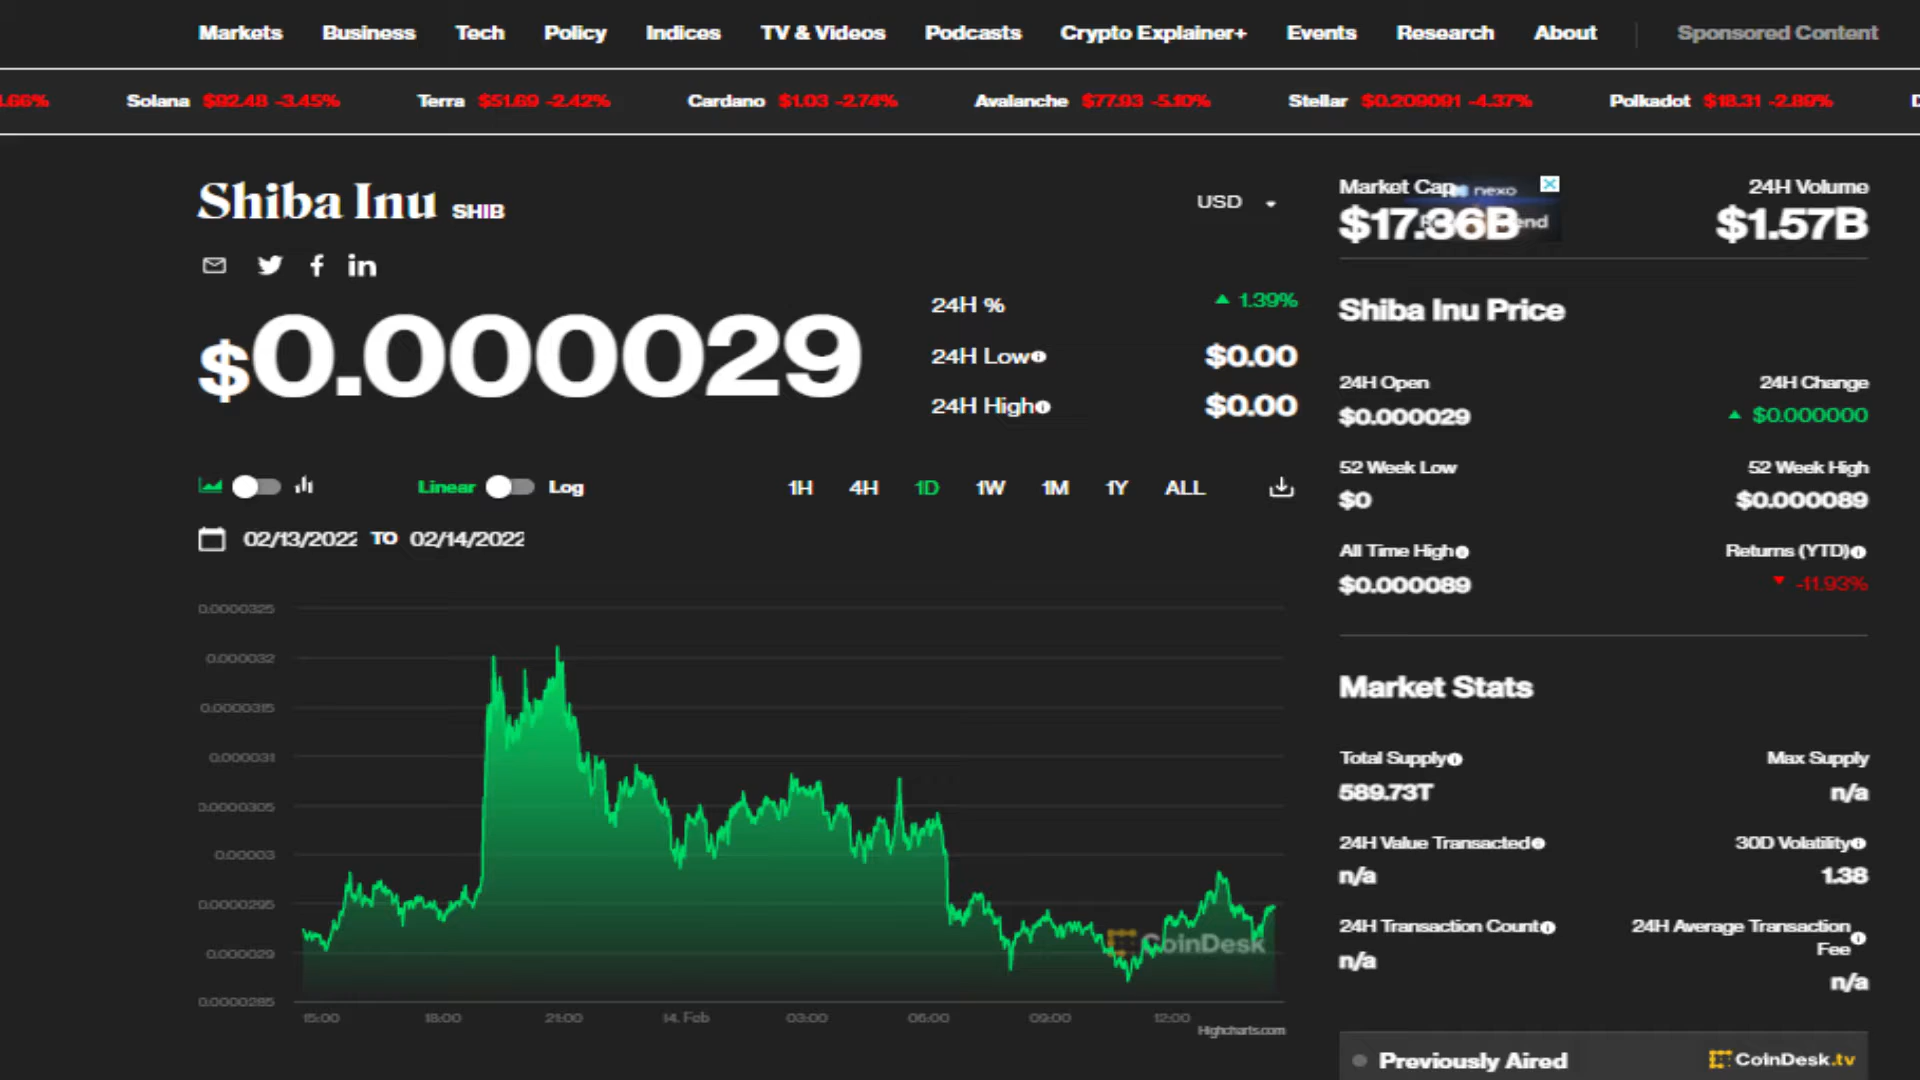 Markets Business Tech Policy Indices TV & Videos Podcasts Crypto Explainer+ Events Research About Sponsored Content
.66% Solana $92.48 -3.45% Terra $51.69 -2.42% Cardano $1.03 -2.74% Avalanche $77.93 -5.10% Stellar $0.209091 -4.37% Polkadot $18.31 -2.89% D
Shiba Inu SHIB
USD
$0.000029
24H % 1.39%
24H Low $0.00
24H High $0.00
Linear Log
1H 4H 1D 1W 1M 1Y ALL
02/13/2022 TO 02/14/2022
0.0000325
0.000032
0.0000315
0.000031
0.0000305
0.00003
0.0000295
0.000029
0.0000285
15:00 18:00 21:00 14. Feb 03:00 06:00 09:00 12:00
CoinDesk
Highcharts.com
Market Cap 24H Volume
nexo
$17.36B $1.57B
Shiba Inu Price
24H Open 24H Change
$0.000029 $0.000000
52 Week Low 52 Week High
$0 $0.000089
All Time High Returns (YTD)
$0.000089 -11.93%
Market Stats
Total Supply Max Supply
589.73T n/a
24H Value Transacted 30D Volatility
n/a 1.38
24H Transaction Count 24H Average Transaction
Fee
n/a n/a
Previously Aired CoinDesk.tv